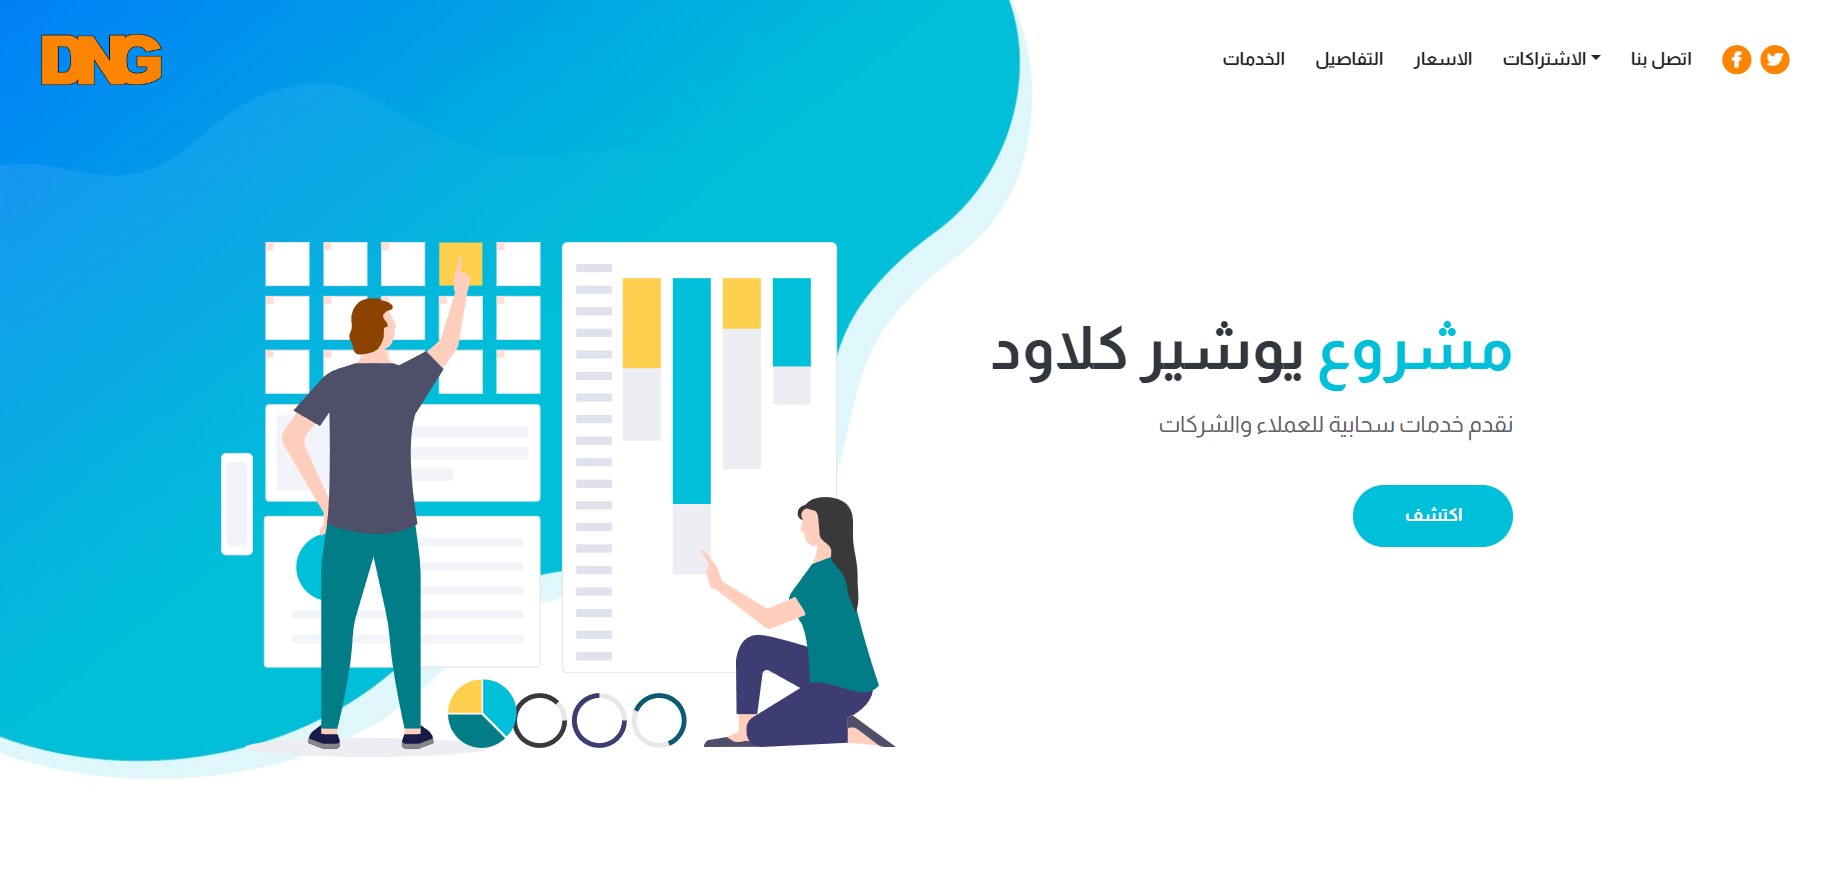 DNG
اتصل بنا
الاشتراكات
الاسعار
التفاصيل
الخدمات
مشروع يوشير كلاود
نقدم خدمات سحابية للعملاء والشركات
اكتشف